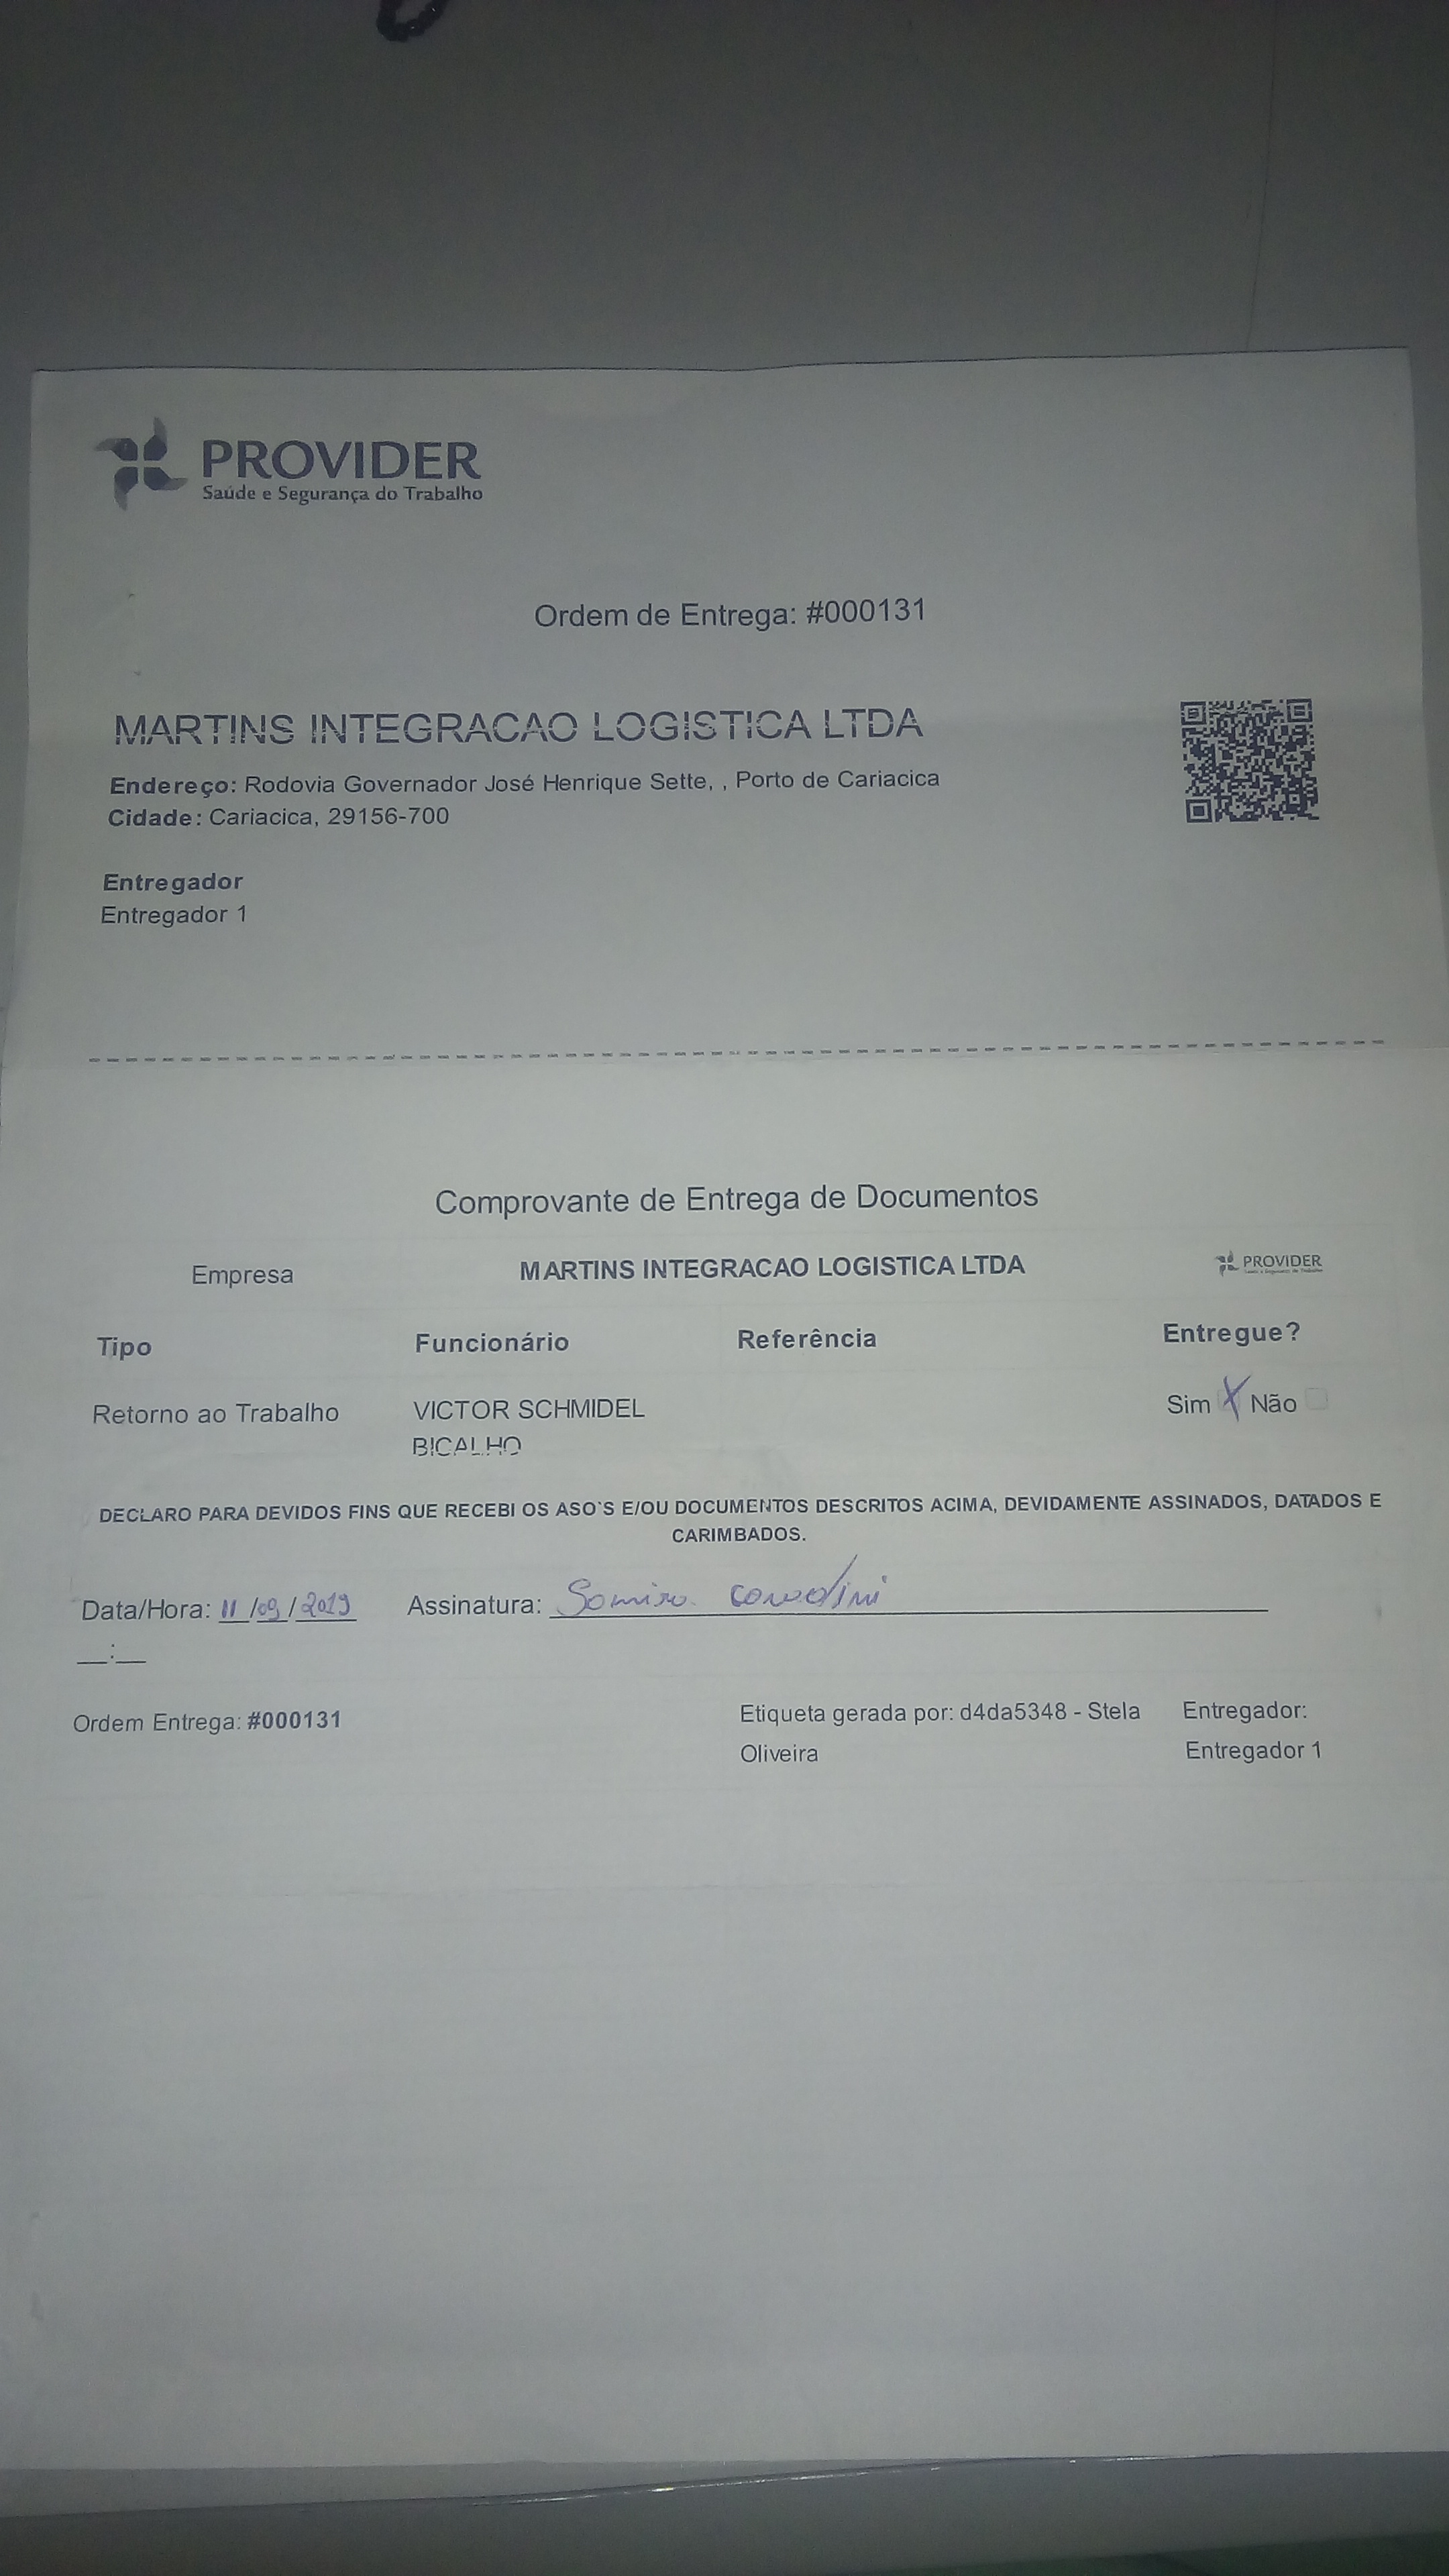 PROVIDER
Saúde e Segurança do Trabalho
Ordem de Entrega: #000131
MARTINS INTEGRACAO LOGISTICA LTDA
Endereço: Rodovia Governador José Henrique Sette, , Porto de Cariacica
Cidade: Cariacica, 29156-700
Entregador
Entregador 1
Comprovante de Entrega de Documentos
Empresa MARTINS INTEGRACAO LOGISTICA LTDA PROVIDER
Tipo Funcionário Referência Entregue?
Retorno ao Trabalho VICTOR SCHMIDEL Sim X Não
BICALHO
DECLARO PARA DEVIDOS FINS QUE RECEBI OS ASO`S E/OU DOCUMENTOS DESCRITOS ACIMA, DEVIDAMENTE ASSINADOS, DATADOS E
CARIMBADOS.
Data/Hora: 11/09/2019 Assinatura:
__:__
Ordem Entrega: #000131 Etiqueta gerada por: d4da5348 - Stela Entregador:
Oliveira Entregador 1